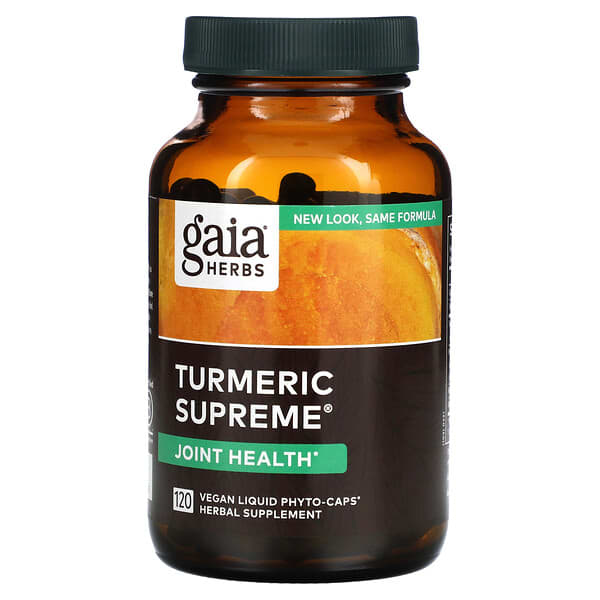 NEW LOOK, SAME FORMULA
gaia
HERBS
TURMERIC
SUPREME®
JOINT HEALTH*
120 VEGAN LIQUID PHYTO-CAPS®
HERBAL SUPPLEMENT